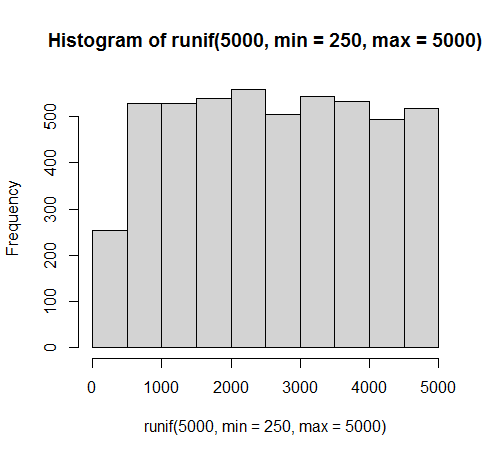 Histogram of runif(5000, min = 250, max = 5000)
Frequency
500
400
300
200
100
0
0 1000 2000 3000 4000 5000
runif(5000, min = 250, max = 5000)